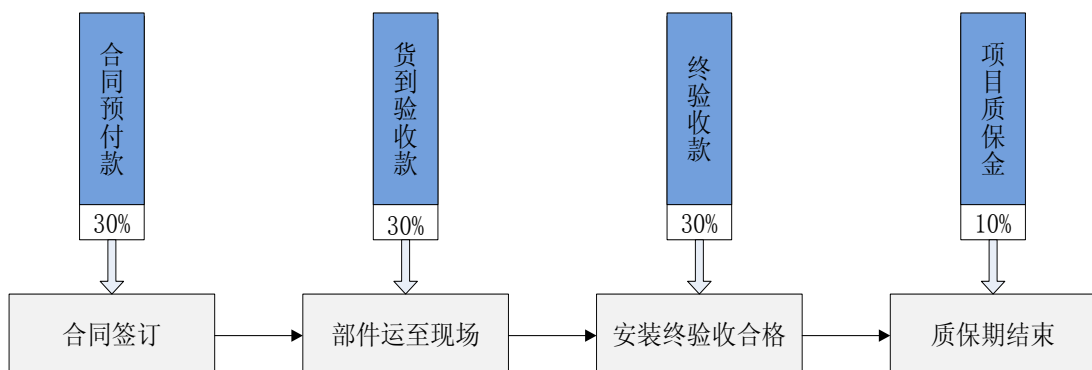 合同预付款
货到验收款
终验收款
项目质保金
30%
30%
30%
10%
合同签订
部件运至现场
安装终验收合格
质保期结束